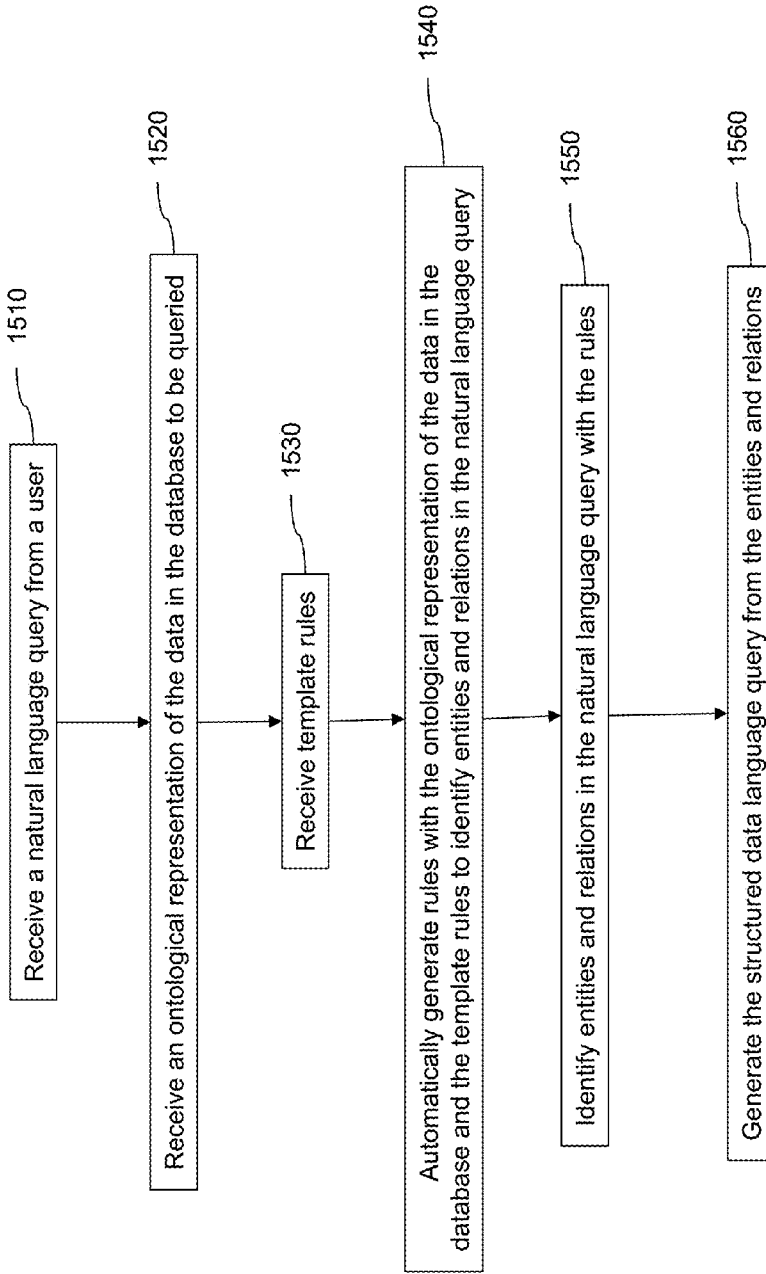 Receive a natural language query from a user
1510
Receive an ontological representation of the data in the database to be queried
1520
Receive template rules
1530
Automatically generate rules with the ontological representation of the data in the
database and the template rules to identify entities and relations in the natural language query
1540
Identify entities and relations in the natural language query with the rules
1550
Generate the structured data language query from the entities and relations
1560